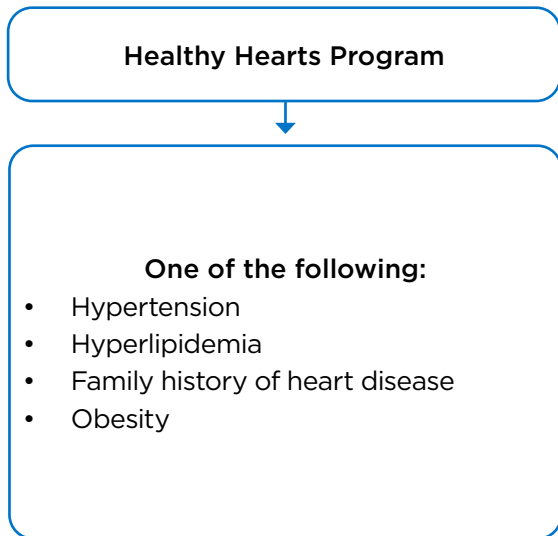 Healthy Hearts Program
One of the following:
• Hypertension
• Hyperlipidemia
• Family history of heart disease
• Obesity